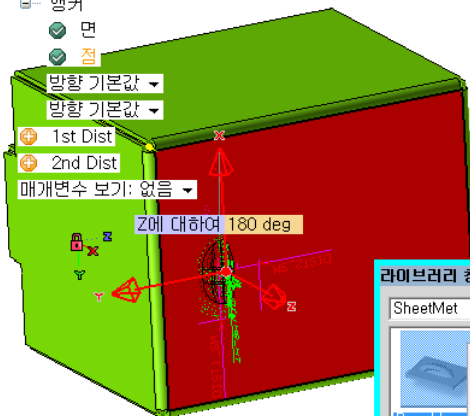 앵커
면
점
방향 기본값
방향 기본값
1st Dist
2nd Dist
매개변수 보기: 없음
X
Z에 대하여 180 deg
Z
X
Y
Y
Z
라이브러리
SheetMet